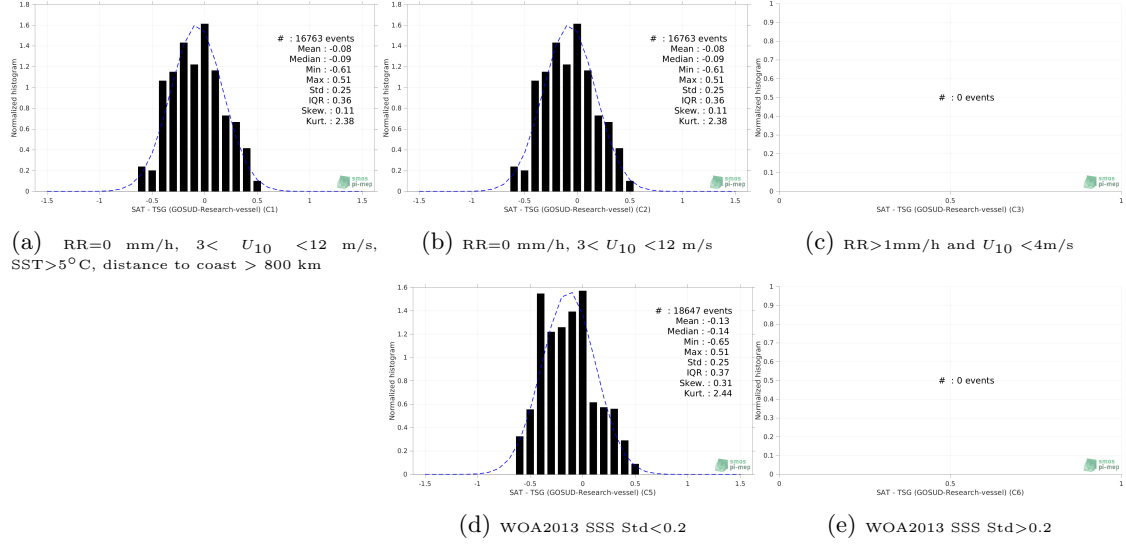 1.8
1.6
1.4
1.2
1
0.8
0.6
0.4
0.2
0
Normalized histogram
-1.5 -1 -0.5 0 0.5 1 1.5
# : 16763 events
Mean : -0.08
Median : -0.09
Min : -0.61
Max : 0.51
Std : 0.25
IQR : 0.36
Skew. : 0.11
Kurt. : 2.38
smos
pi-mep
SAT - TSG (GOSUD-Research-vessel) (C1)
(a) RR=0 mm/h, 3< U10 <12 m/s,
SST>5°C, distance to coast > 800 km
1.8
1.6
1.4
1.2
1
0.8
0.6
0.4
0.2
0
Normalized histogram
-1.5 -1 -0.5 0 0.5 1 1.5
# : 16763 events
Mean : -0.08
Median : -0.09
Min : -0.61
Max : 0.51
Std : 0.25
IQR : 0.36
Skew. : 0.11
Kurt. : 2.38
smos
pi-mep
SAT - TSG (GOSUD-Research-vessel) (C2)
(b) RR=0 mm/h, 3< U10 <12 m/s
1
0.9
0.8
0.7
0.6
0.5
0.4
0.3
0.2
0.1
0
Normalized histogram
0 0.5 1
# : 0 events
smos
pi-mep
SAT - TSG (GOSUD-Research-vessel) (C3)
(c) RR>1mm/h and U10 <4m/s
1.6
1.4
1.2
1
0.8
0.6
0.4
0.2
0
Normalized histogram
-1.5 -1 -0.5 0 0.5 1 1.5
# : 18647 events
Mean : -0.13
Median : -0.14
Min : -0.65
Max : 0.51
Std : 0.25
IQR : 0.37
Skew. : 0.31
Kurt. : 2.44
smos
pi-mep
SAT - TSG (GOSUD-Research-vessel) (C5)
(d) WOA2013 SSS Std<0.2
1
0.9
0.8
0.7
0.6
0.5
0.4
0.3
0.2
0.1
0
Normalized histogram
0 0.5 1
# : 0 events
smos
pi-mep
SAT - TSG (GOSUD-Research-vessel) (C6)
(e) WOA2013 SSS Std>0.2